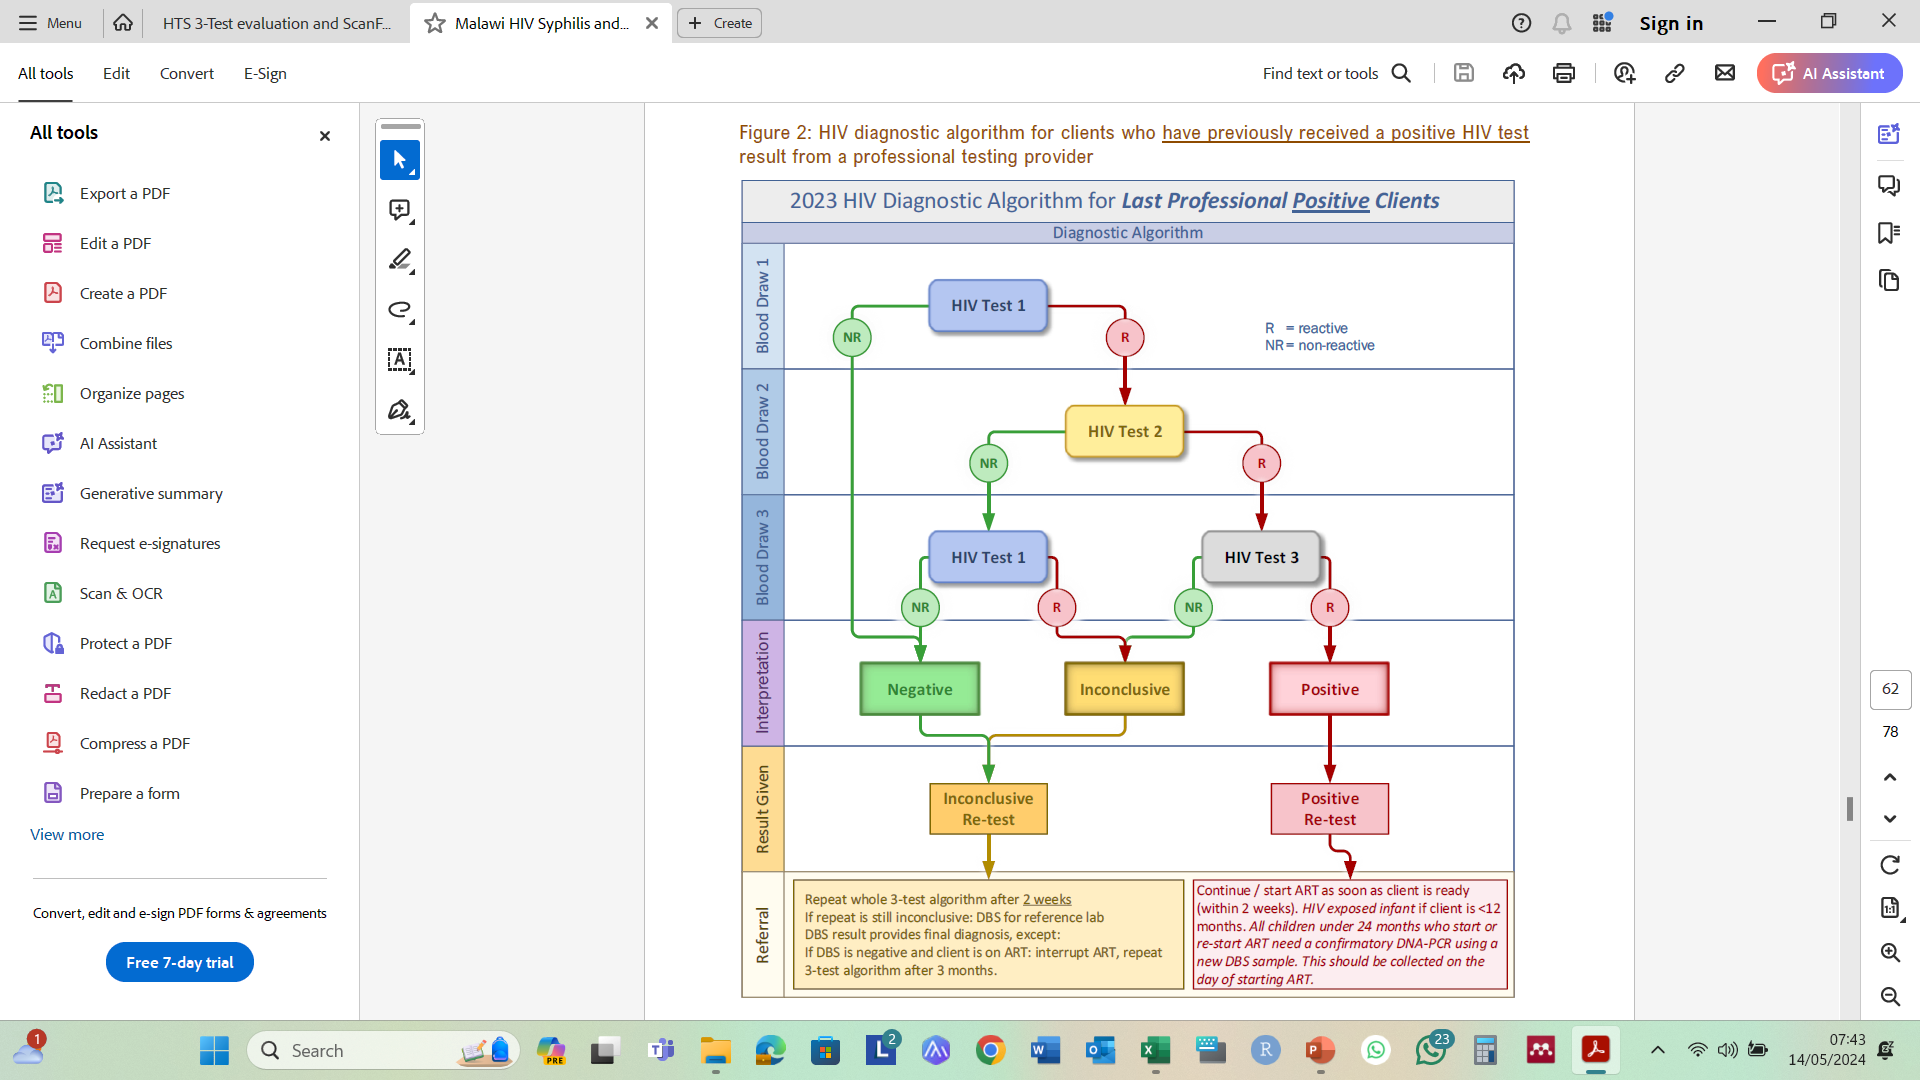 Menu
HTS 3-Test evaluation and ScanF...
Malawi HIV Syphilis and...
Create
Sign in
All tools
Edit
Convert
E-Sign
Find text or tools
AI Assistant
All tools
Export a PDF
Edit a PDF
Create a PDF
Combine files
Organize pages
AI Assistant
Generative summary
Request e-signatures
Scan & OCR
Protect a PDF
Redact a PDF
Compress a PDF
Prepare a form
View more
Convert, edit and e-sign PDF forms & agreements
Free 7-day trial
Figure 2: HIV diagnostic algorithm for clients who have previously received a positive HIV test
result from a professional testing provider
2023 HIV Diagnostic Algorithm for Last Professional Positive Clients
Diagnostic Algorithm
Blood Draw 1
HIV Test 1
NR
R
R = reactive
NR = non-reactive
Blood Draw 2
HIV Test 2
NR
R
Blood Draw 3
HIV Test 1
HIV Test 3
NR
R
NR
R
Interpretation
Negative
Inconclusive
Positive
Result Given
Inconclusive
Re-test
Positive
Re-test
Referral
Repeat whole 3-test algorithm after 2 weeks
If repeat is still inconclusive: DBS for reference lab
DBS result provides final diagnosis, except:
If DBS is negative and client is on ART: interrupt ART, repeat
3-test algorithm after 3 months.
Continue / start ART as soon as client is ready
(within 2 weeks). HIV exposed infant if client is <12
months. All children under 24 months who start or
re-start ART need a confirmatory DNA-PCR using a
new DBS sample. This should be collected on the
day of starting ART.
62
78
1:1
1
Search
PRE
2
23
07:43
14/05/2024